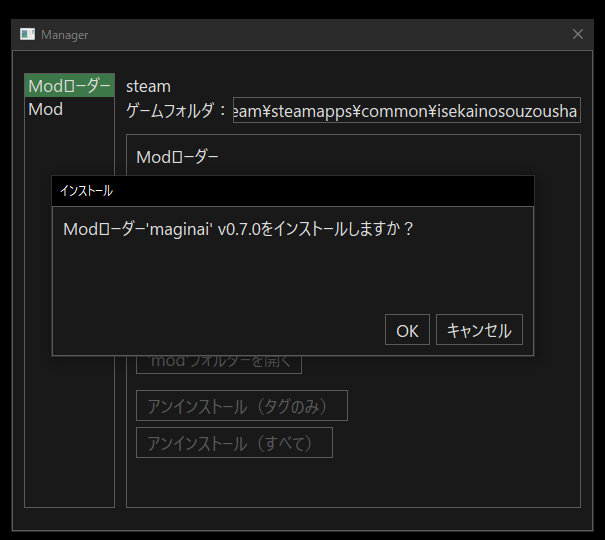 Manager
Modローダー
Mod
steam
ゲームフォルダ：
eam¥steamapps¥common¥isekainosouzousha
Modローダー
インストール
Modローダー'maginai' v0.7.0をインストールしますか？
OK
キャンセル
'mod'フォルダーを開く
アンインストール（タグのみ）
アンインストール（すべて）